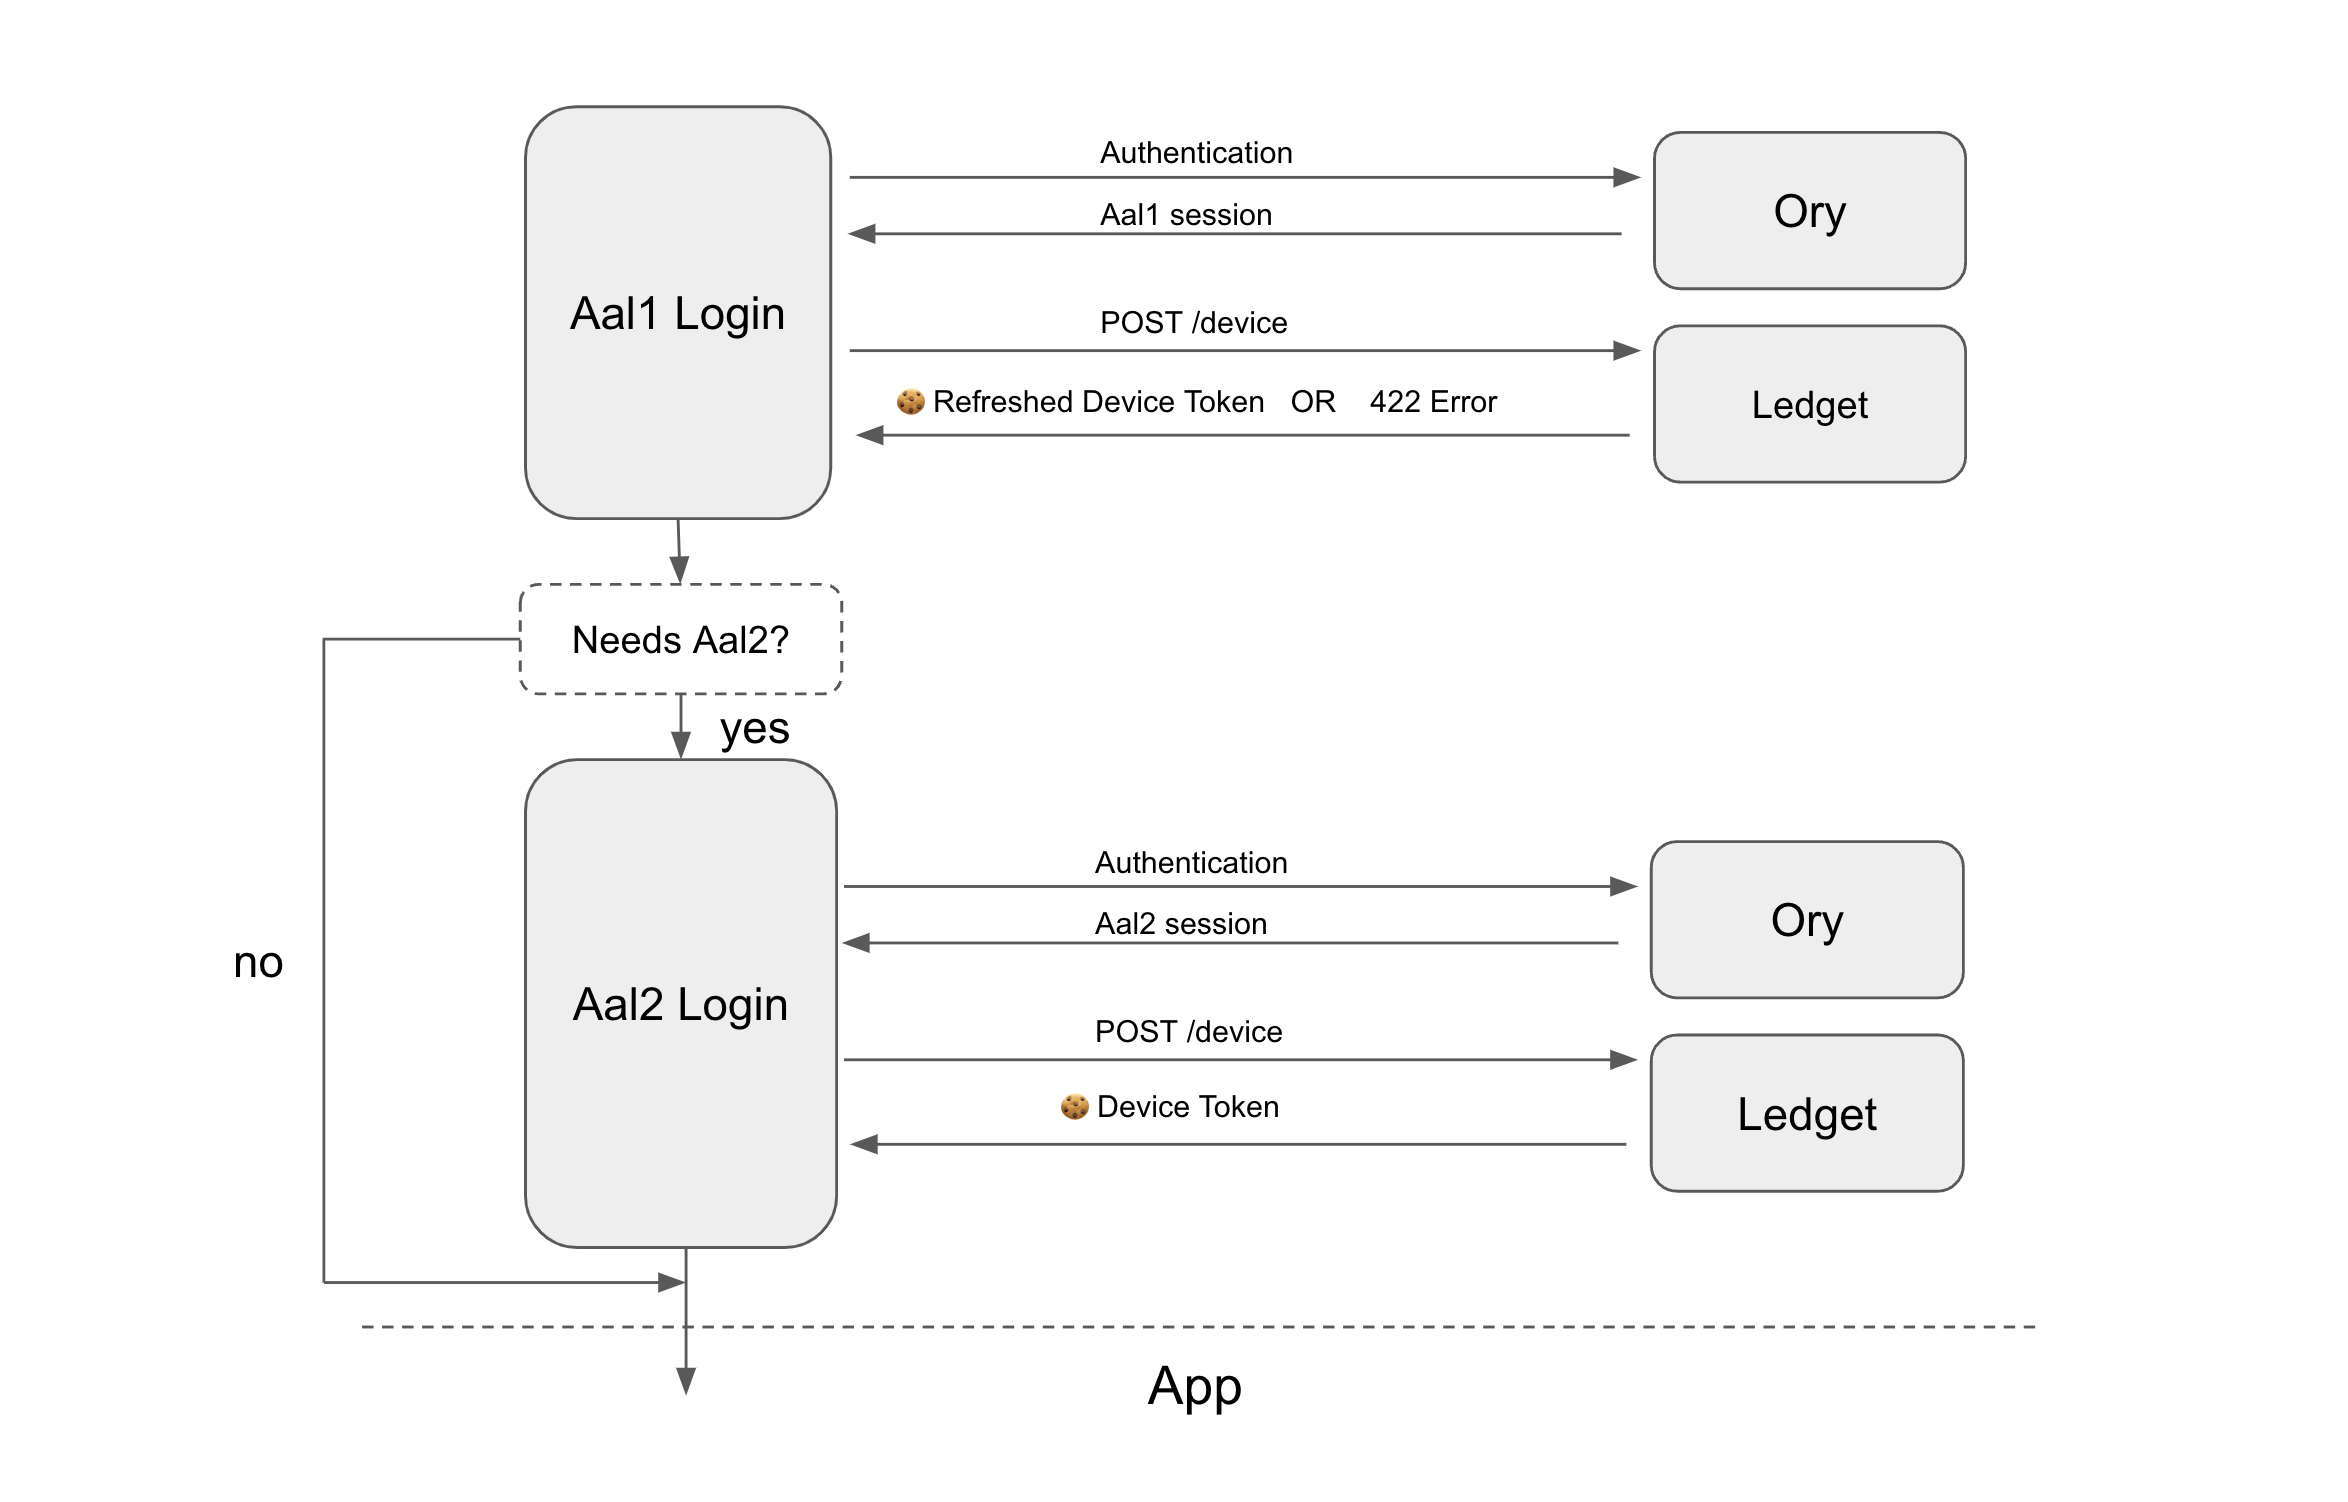 Authentication
Aal1 session
Ory
Aal1 Login
POST /device
🍪 Refreshed Device Token OR 422 Error
Ledget
Needs Aal2?
yes
no
Authentication
Aal2 session
Ory
Aal2 Login
POST /device
🍪 Device Token
Ledget
App